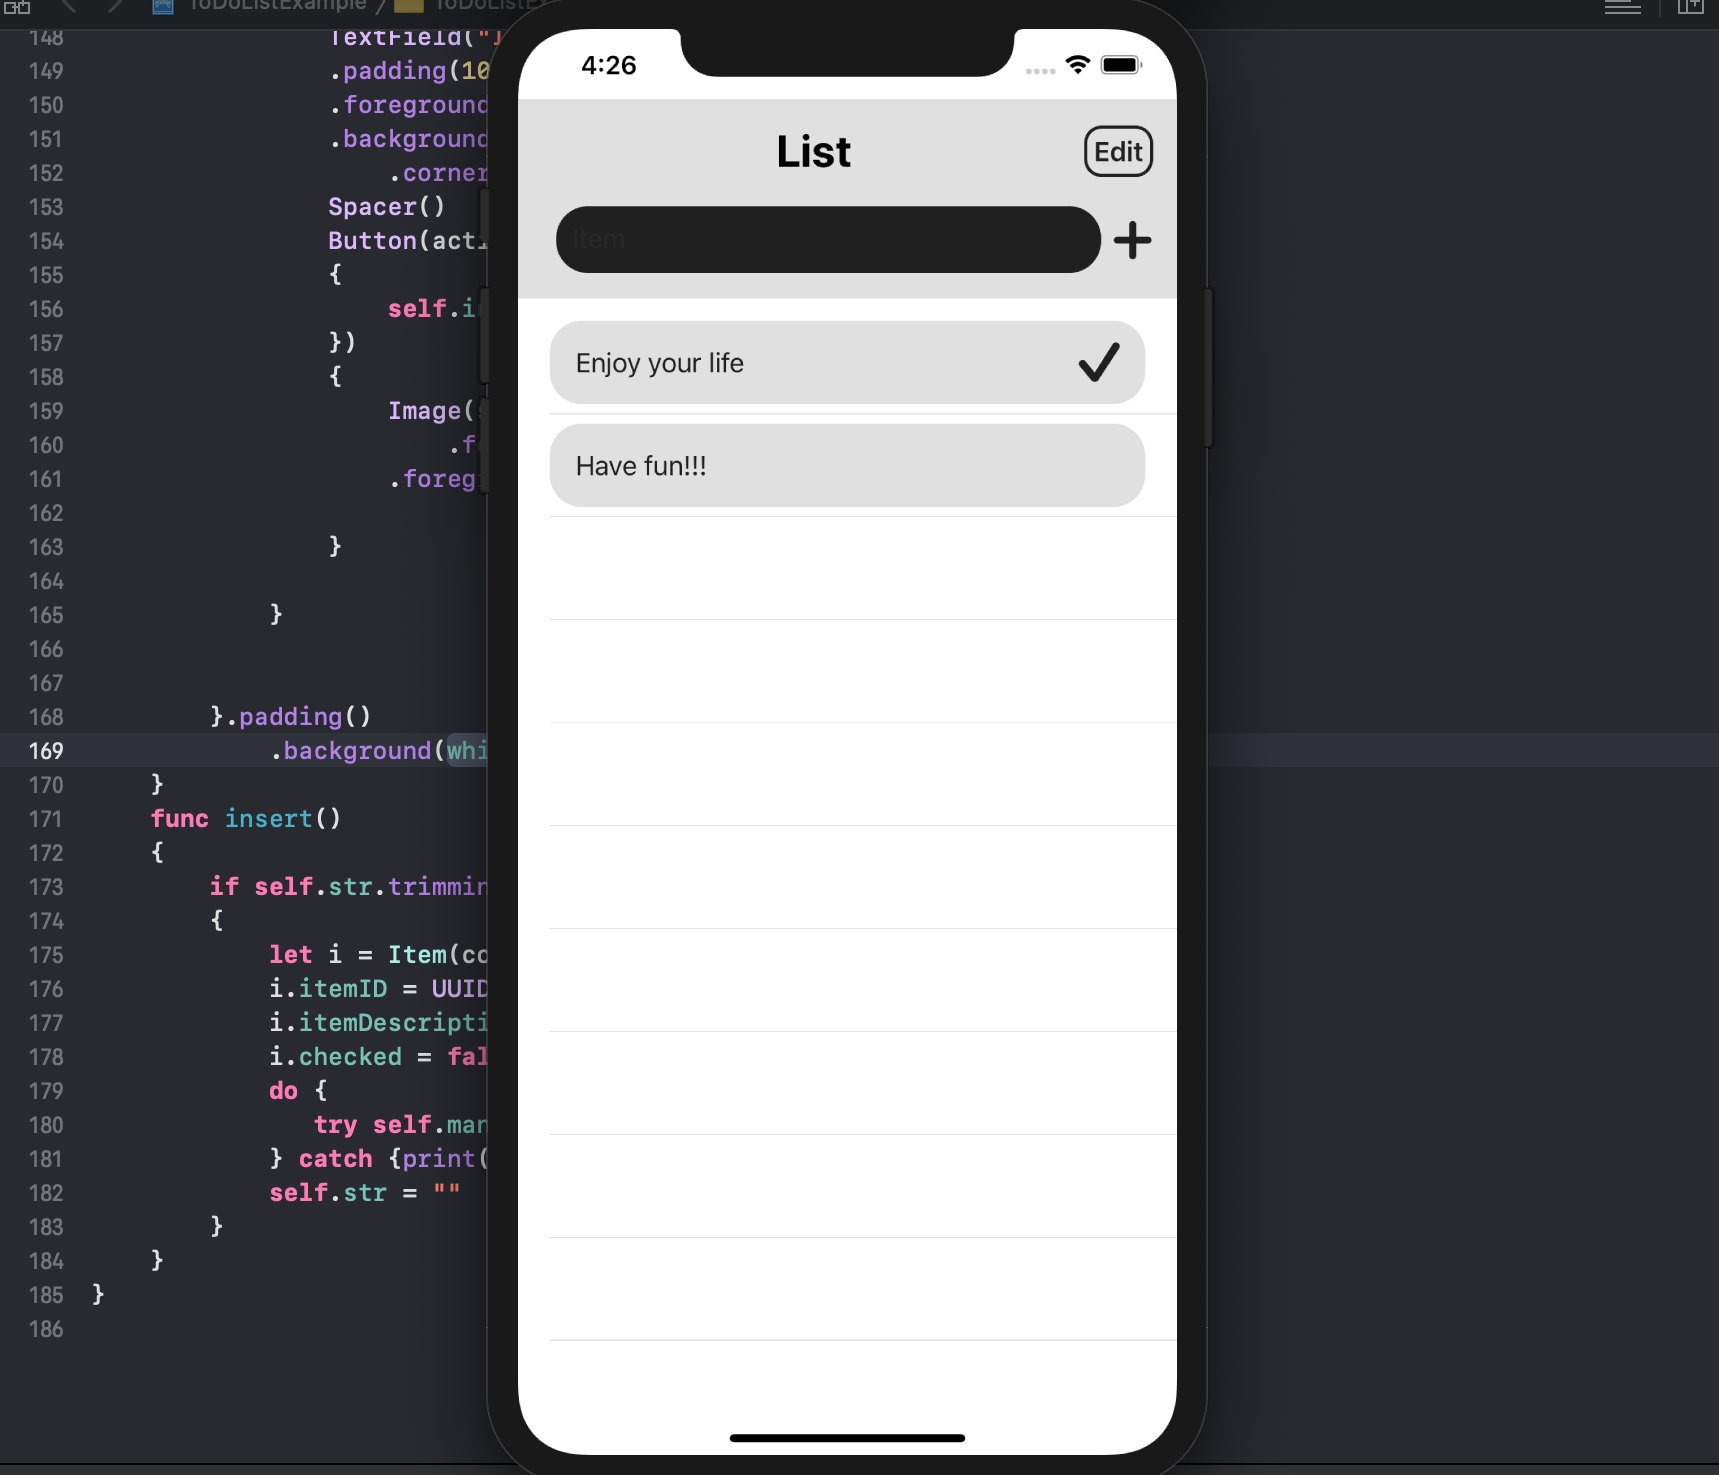 ToDoListExample
148 TextField("
149 .padding(10
150 .foreground
151 .background
152 .corner
153 Spacer()
154 Button(acti
155 {
156 self.in
157 })
158 {
159 Image(
160 .f
161 .foreg
162
163 }
164
165 }
166
167
168 }.padding()
169 .background(whi
170 }
171 func insert()
172 {
173 if self.str.trimmin
174 {
175 let i = Item(co
176 i.itemID = UUID
177 i.itemDescripti
178 i.checked = fal
179 do {
180 try self.man
181 } catch {print(
182 self.str = ""
183 }
184 }
185 }
186
4:26
List
Edit
Item
Enjoy your life
Have fun!!!